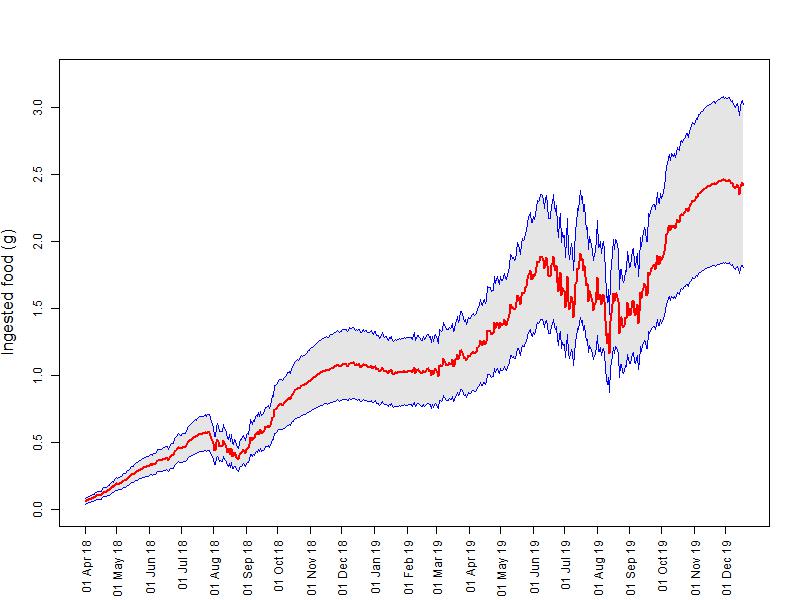 Ingested food (g)
3.0
2.5
2.0
1.5
1.0
0.5
0.0
01 Apr 18
01 May 18
01 Jun 18
01 Jul 18
01 Aug 18
01 Sep 18
01 Oct 18
01 Nov 18
01 Dec 18
01 Jan 19
01 Feb 19
01 Mar 19
01 Apr 19
01 May 19
01 Jun 19
01 Jul 19
01 Aug 19
01 Sep 19
01 Oct 19
01 Nov 19
01 Dec 19